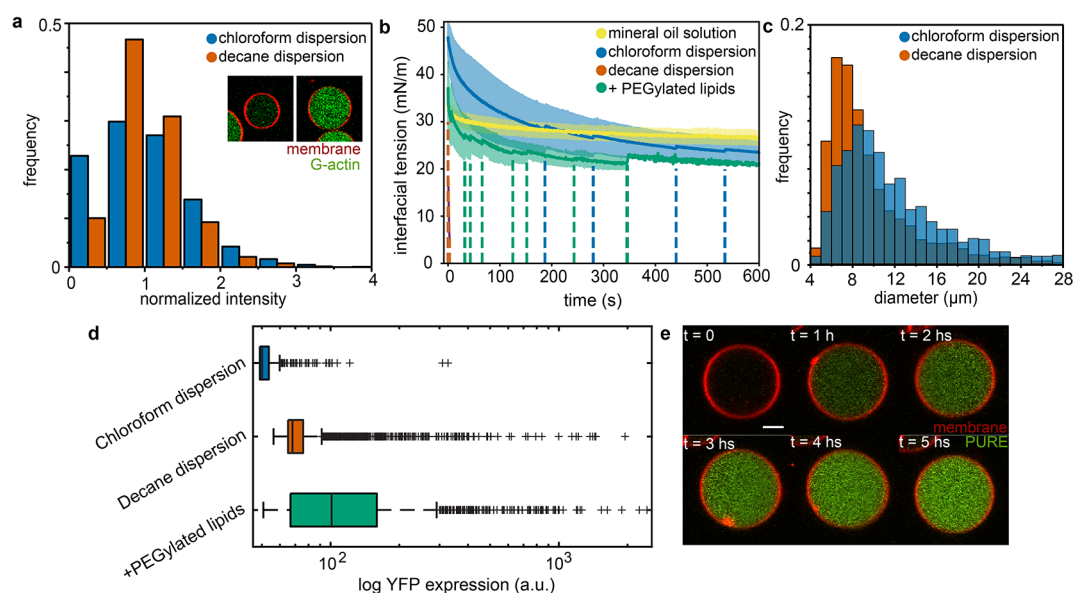 a
0.5
chloroform dispersion
decane dispersion
membrane
G-actin
frequency
0
0 1 2 3 4
normalized intensity
b
50
40
30
20
10
0
mineral oil solution
chloroform dispersion
decane dispersion
+ PEGylated lipids
interfacial tension (mN/m)
0 100 200 300 400 500 600
time (s)
c
0.2
chloroform dispersion
decane dispersion
frequency
0
4 8 12 16 20 24 28
diameter (µm)
d
Chloroform dispersion
Decane dispersion
+PEGylated lipids
10²
10³
log YFP expression (a.u.)
e
t = 0
t = 1 h
t = 2 hs
membrane
PURE
t = 3 hs
t = 4 hs
t = 5 hs